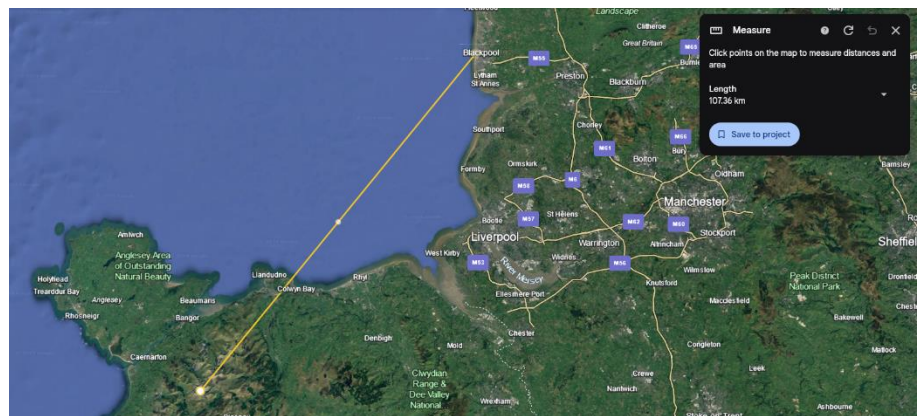 Landscape
Clitheroe
Great Britain
M65
Blackpool
M55
Preston
Blackburn
Lytham
St Annes
Southport
Chorley
M61
M66
Bury
Bolton
Formby
Ormskirk
M6
M58
Oldham
Barnsley
Manchester
Bootle
M57
St Helens
M62
M60
Stockport
Liverpool
Warrington
Altrincham
Sheffie
West Kirby
M53
River Mersey
Widnes
M56
Wilmslow
Knutsford
Ellesmere Port
Peak District
National Park
Dronfield
Macclesfield
Bakewell
Chester
Amlwch
Anglesey Area
of Outstanding
Natural Beauty
Holyhead
Trearddur Bay
Anglesey
Rhosneigr
Beaumaris
Bangor
Llandudno
Colwyn Bay
Rhyl
Caernarfon
Denbigh
Mold
Congleton
Leek
Matlock
Clwydian
Range &
Dee Valley
National
Wrexham
Crewe
Nantwich
Ashbourne
Measure
Click points on the map to measure distances and
area
Length
107.36 km
Save to project